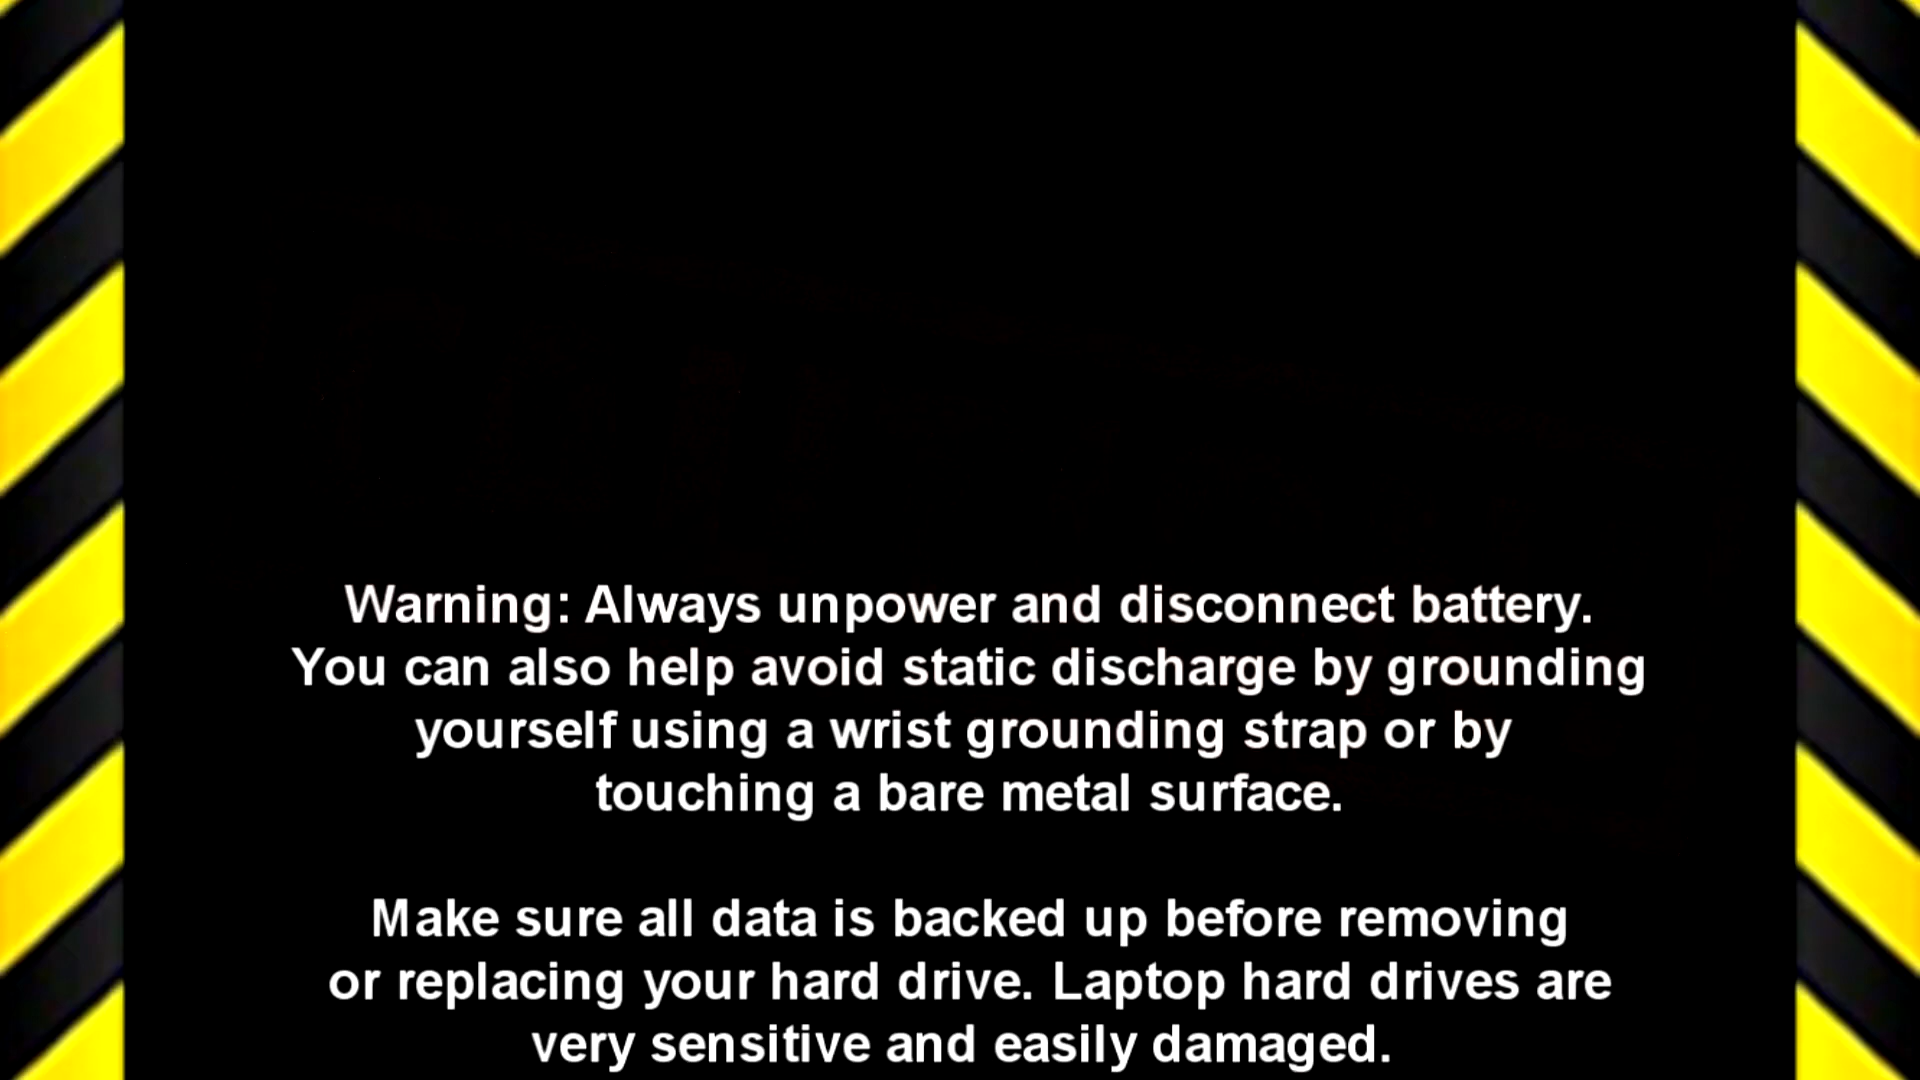 Warning: Always unpower and disconnect battery.
You can also help avoid static discharge by grounding
yourself using a wrist grounding strap or by
touching a bare metal surface.
Make sure all data is backed up before removing
or replacing your hard drive. Laptop hard drives are
very sensitive and easily damaged.